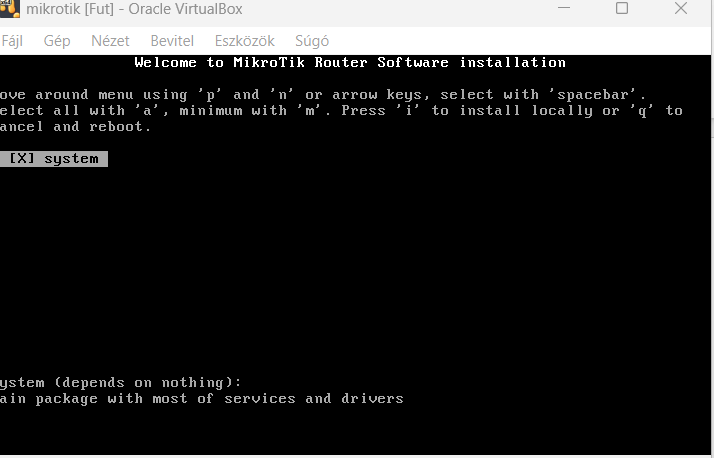 mikrotik [Fut] - Oracle VirtualBox
Fájl Gép Nézet Bevitel Eszközök Súgó
Welcome to MikroTik Router Software installation
ove around menu using 'p' and 'n' or arrow keys, select with 'spacebar'.
elect all with 'a', minimum with 'm'. Press 'i' to install locally or 'q' to
ancel and reboot.
[X] system
ystem (depends on nothing):
ain package with most of services and drivers